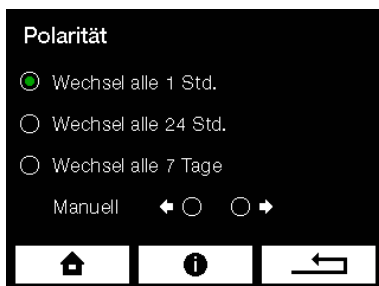 Polarität
Wechsel alle 1 Std.
Wechsel alle 24 Std.
Wechsel alle 7 Tage
Manuell